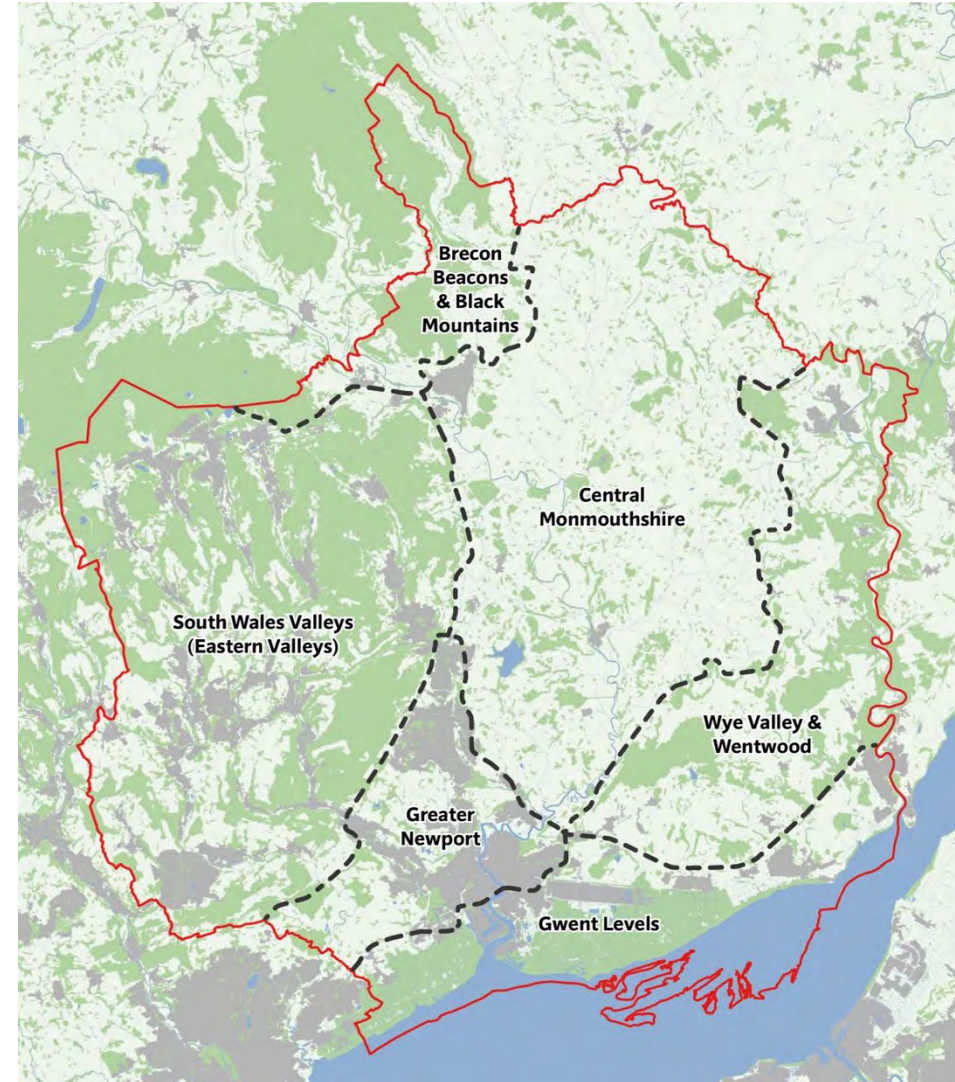 Brecon
Beacons
& Black
Mountains
Central
Monmouthshire
South Wales Valleys
(Eastern Valleys)
Wye Valley &
Wentwood
Greater
Newport
Gwent Levels